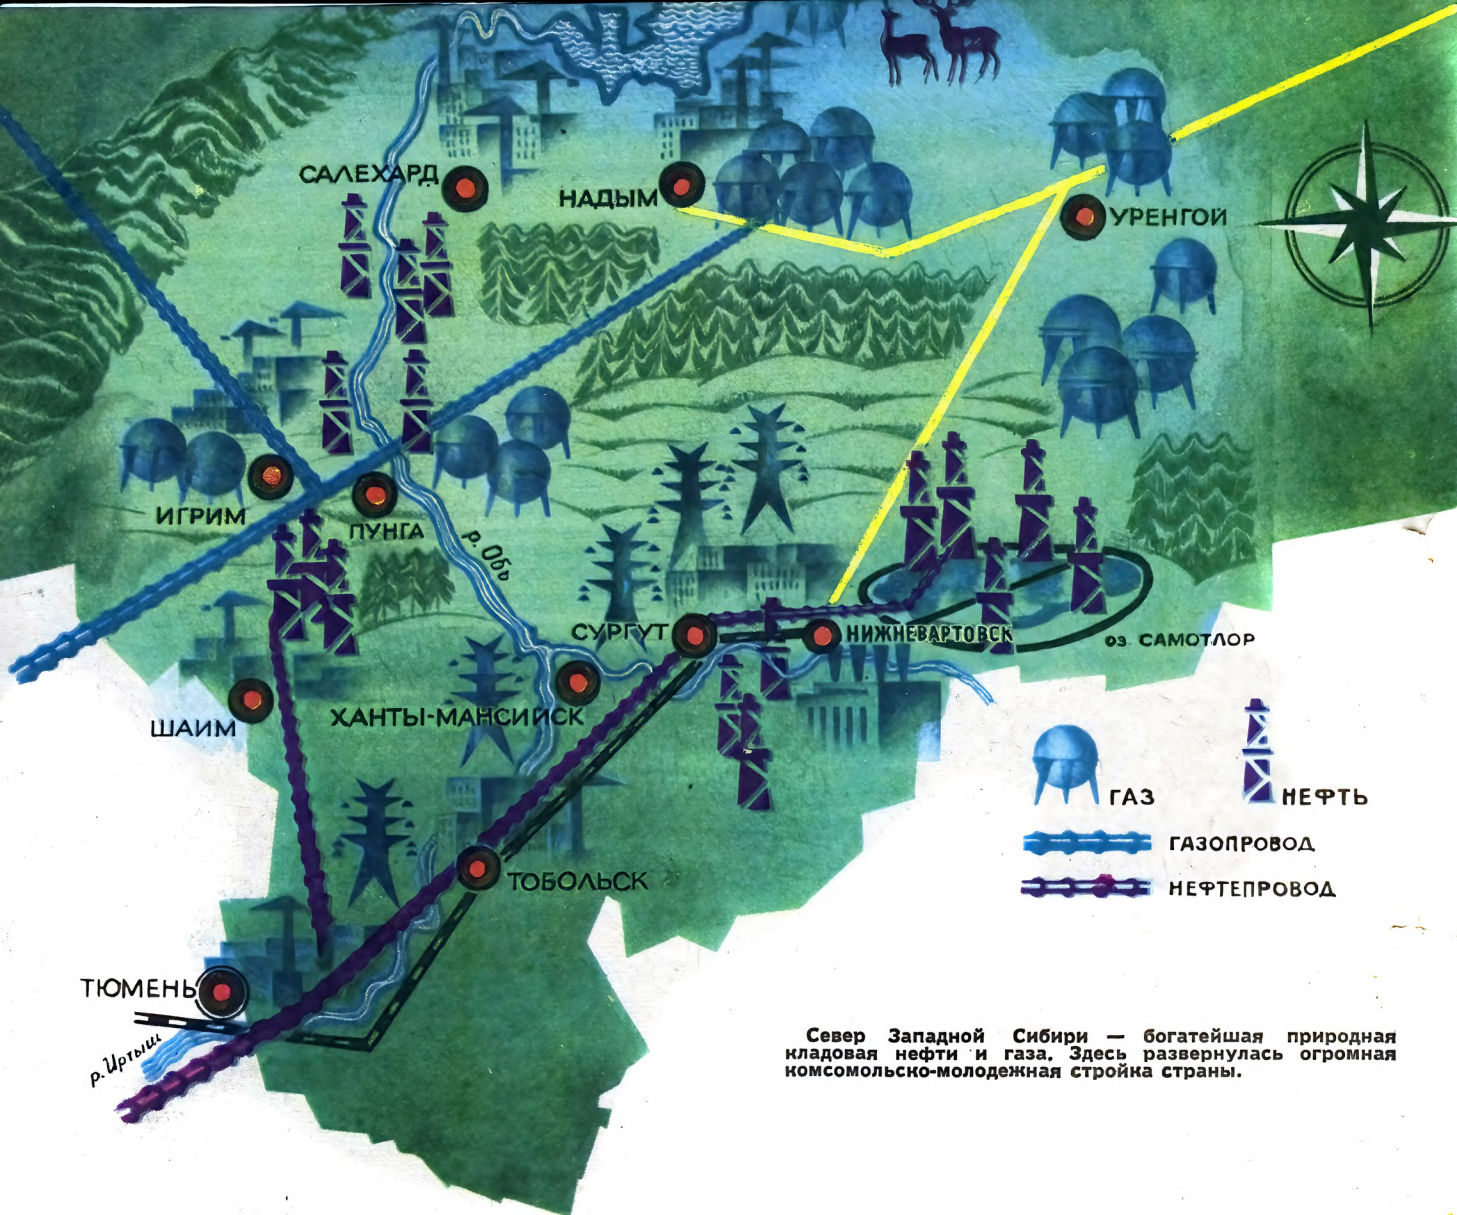 САЛЕХАРД
НАДЫМ
УРЕНГОЙ
ИГРИМ
ПУНГА
р. Обь
СУРГУТ
НИЖНЕВАРТОВСК
оз. САМОТЛОР
ШАИМ
ХАНТЫ-МАНСИЙСК
ГАЗ
НЕФТЬ
ГАЗОПРОВОД
НЕФТЕПРОВОД
ТОБОЛЬСК
ТЮМЕНЬ
р. Иртыш
Север Западной Сибири — богатейшая природная
кладовая нефти и газа. Здесь развернулась огромная
комсомольско-молодежная стройка страны.